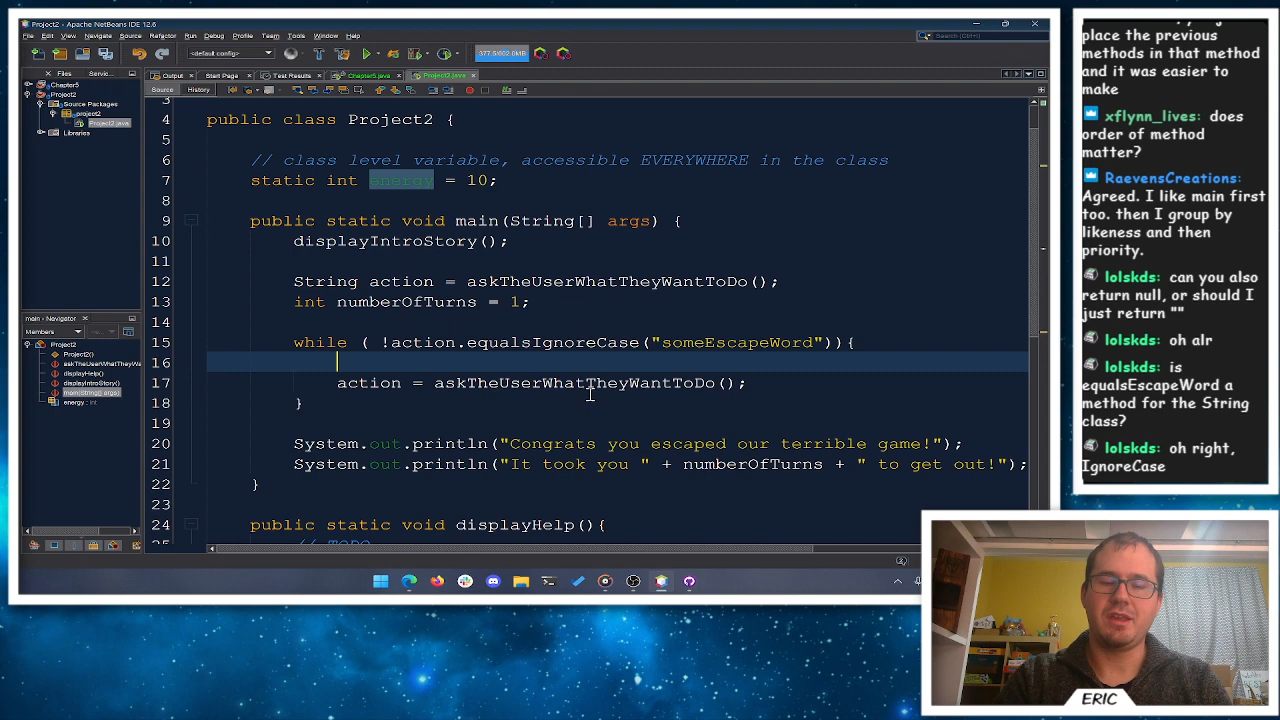 Project2 - Apache NetBeans IDE 12.6
File Edit View Navigate Source Refactor Run Debug Profile Team Tools Window Help
Search (Ctrl+I)
<default config>
377.5/602.0MB
Files
Servic...
Output
Start Page
Test Results
Chapter5.java
Project2.java
Source
History
Chapter5
Project2
Source Packages
project2
Project2.java
Libraries
3
4 public class Project2 {
5
6 // class level variable, accessible EVERYWHERE in the class
7 static int energy = 10;
8
9 public static void main(String[] args) {
10 displayIntroStory();
11
12 String action = askTheUserWhatTheyWantToDo();
13 int numberOfTurns = 1;
14
15 while ( !action.equalsIgnoreCase("someEscapeWord")){
16
17 action = askTheUserWhatTheyWantToDo();
18 }
19
20 System.out.println("Congrats you escaped our terrible game!");
21 System.out.println("It took you " + numberOfTurns + " to get out!");
22 }
23
24 public static void displayHelp(){
25 // TODO
main - Navigator
Members
<empty>
Project2
Project2()
askTheUserWhatTheyWa
displayHelp()
displayIntroStory()
main(String[] args)
energy : int
place the previous
methods in that method
and it was easier to
make
xflynn_lives: does
order of method
matter?
RaevensCreations:
Agreed. I like main first
too. then I group by
likeness and then
priority.
lolskds: can you also
return null, or should I
just return ""
lolskds: oh alr
lolskds: is
equalsEscapeWord a
method for the String
class?
lolskds: oh right,
IgnoreCase
ERIC